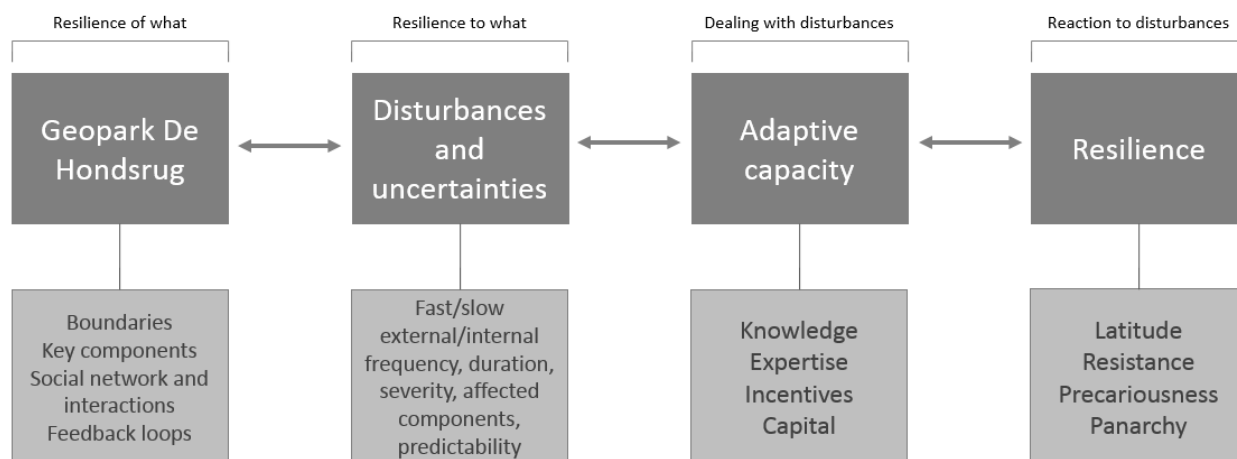 Resilience of what
Resilience to what
Dealing with disturbances
Reaction to disturbances
Geopark De
Hondsrug
Disturbances
and
uncertainties
Adaptive
capacity
Resilience
Boundaries
Key components
Social network and
interactions
Feedback loops
Fast/slow
external/internal
frequency, duration,
severity, affected
components,
predictability
Knowledge
Expertise
Incentives
Capital
Latitude
Resistance
Precariousness
Panarchy